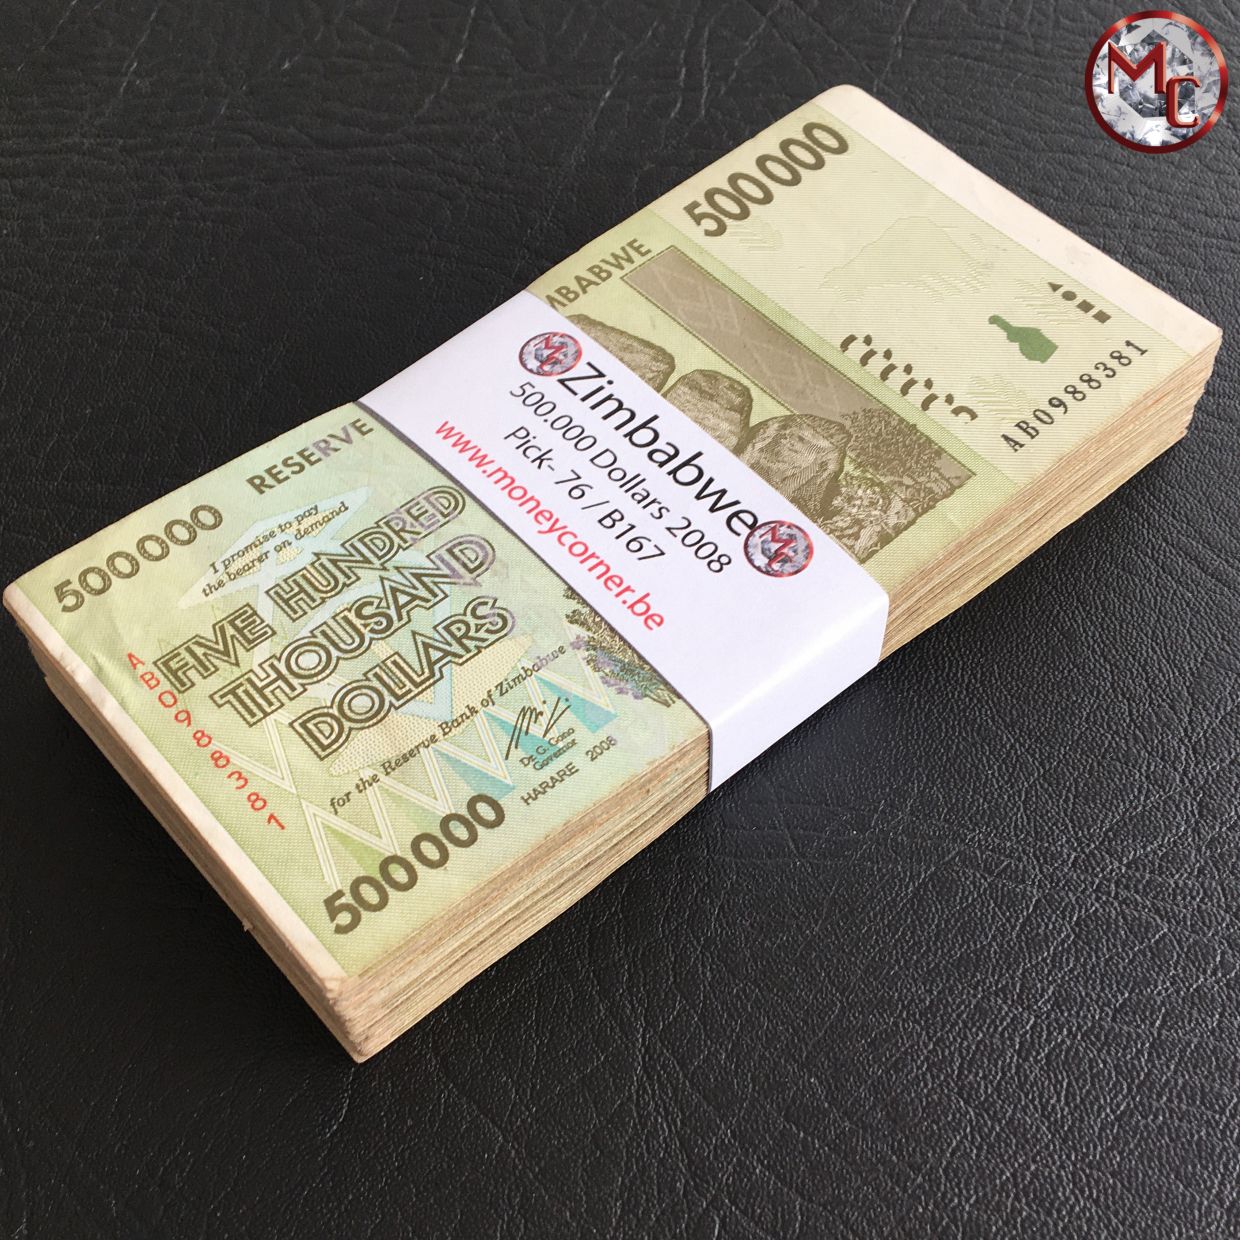 MC
500000
ZIMBABWE
AB0988381
MC
Zimbabwe
MC
500.000 Dollars 2008
Pick- 76 / B167
www.moneycorner.be
RESERVE
500000
I promise to pay
the bearer on demand
FIVE HUNDRED
THOUSAND
DOLLARS
AB0988381
for the Reserve Bank of Zimbabwe
Dr. G. Gono
Governor
HARARE 2008
500000